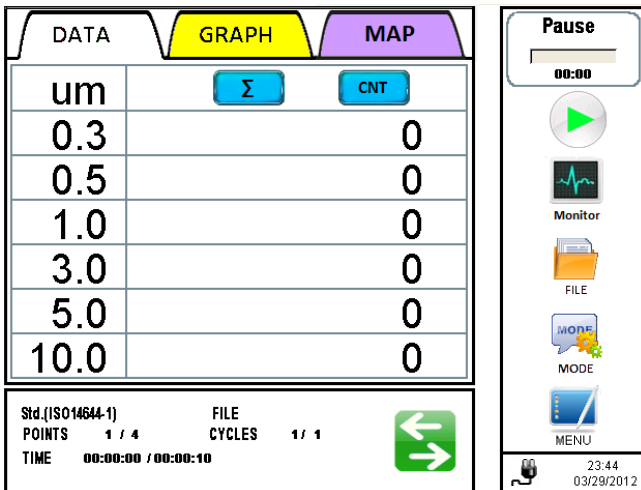 DATA GRAPH MAP
um Σ CNT
0.3 0
0.5 0
1.0 0
3.0 0
5.0 0
10.0 0
Std.(ISO14644-1) FILE
POINTS 1 / 4 CYCLES 1/ 1
TIME 00:00:00 / 00:00:10
Pause
00:00
Monitor
FILE
MODE
MODE
MENU
23:44
03/29/2012